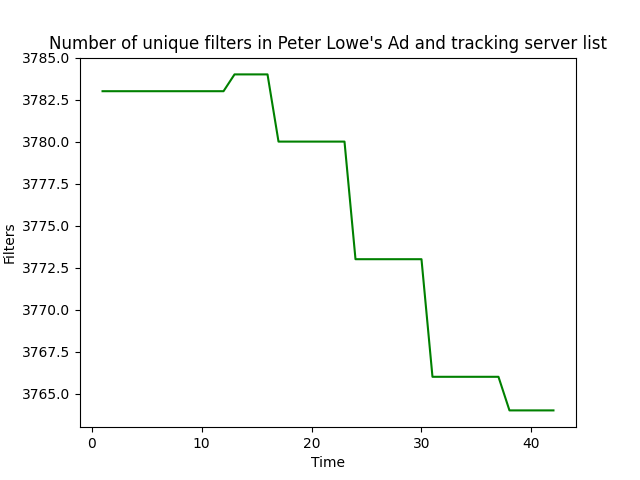 Number of unique filters in Peter Lowe's Ad and tracking server list
3785.0
3782.5
3780.0
3777.5
3775.0
3772.5
3770.0
3767.5
3765.0
Filters
0 10 20 30 40
Time